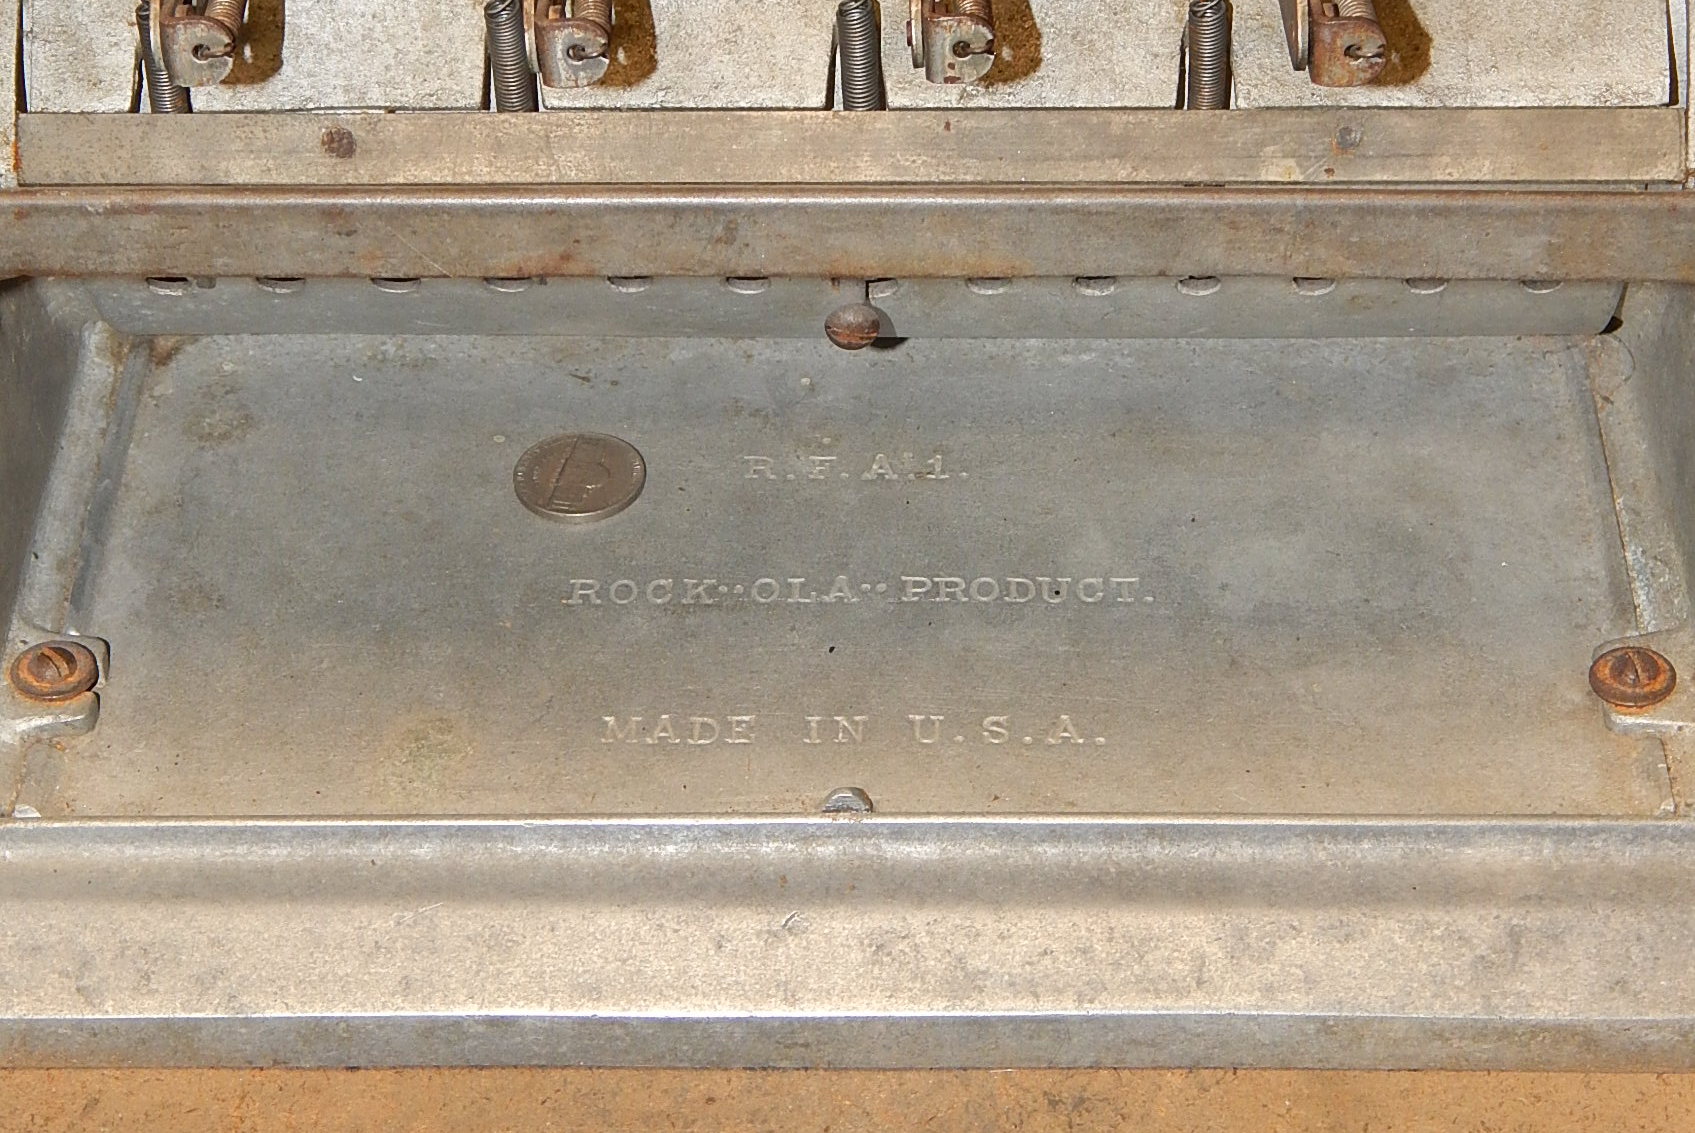 R.F.A.1.
ROCK··OLA··PRODUCT.
MADE IN U.S.A.